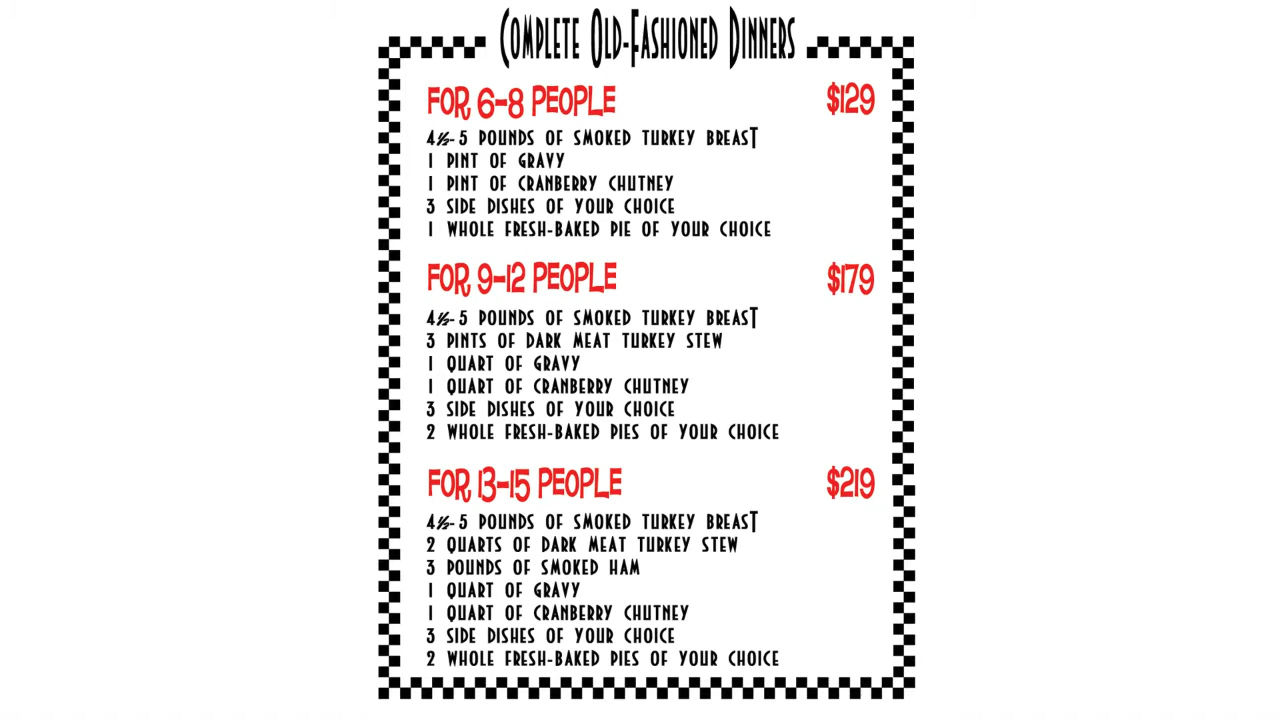 Complete Old-Fashioned Dinners
FOR 6-8 PEOPLE $129
4½-5 POUNDS OF SMOKED TURKEY BREAST
1 PINT OF GRAVY
1 PINT OF CRANBERRY CHUTNEY
3 SIDE DISHES OF YOUR CHOICE
1 WHOLE FRESH-BAKED PIE OF YOUR CHOICE
FOR 9-12 PEOPLE $179
4½-5 POUNDS OF SMOKED TURKEY BREAST
3 PINTS OF DARK MEAT TURKEY STEW
1 QUART OF GRAVY
1 QUART OF CRANBERRY CHUTNEY
3 SIDE DISHES OF YOUR CHOICE
2 WHOLE FRESH-BAKED PIES OF YOUR CHOICE
FOR 13-15 PEOPLE $219
4½-5 POUNDS OF SMOKED TURKEY BREAST
2 QUARTS OF DARK MEAT TURKEY STEW
3 POUNDS OF SMOKED HAM
1 QUART OF GRAVY
1 QUART OF CRANBERRY CHUTNEY
3 SIDE DISHES OF YOUR CHOICE
2 WHOLE FRESH-BAKED PIES OF YOUR CHOICE